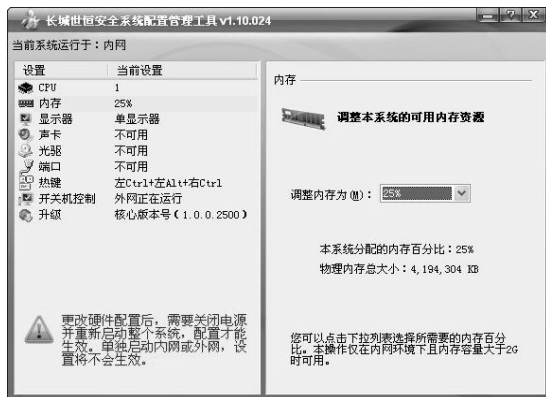 长城世恒安全系统配置管理工具 v1.10.024
当前系统运行于：内网
设置 当前设置
CPU 1
内存 25%
显示器 单显示器
声卡 不可用
光驱 不可用
端口 不可用
热键 左Ctrl+左Alt+右Ctrl
开关机控制 外网正在运行
升级 核心版本号(1.0.0.2500)
更改硬件配置后，需要关闭电源
并重新启动整个系统，配置才能
生效。单独启动内网或外网，设
置将不会生效。
内存
调整本系统的可用内存资源
调整内存为(M)： 25%
本系统分配的内存百分比：25%
物理内存总大小：4,194,304 KB
您可以点击下拉列表选择所需要的内存百分
比。本操作仅在内网环境下且内存容量大于2G
时可用。